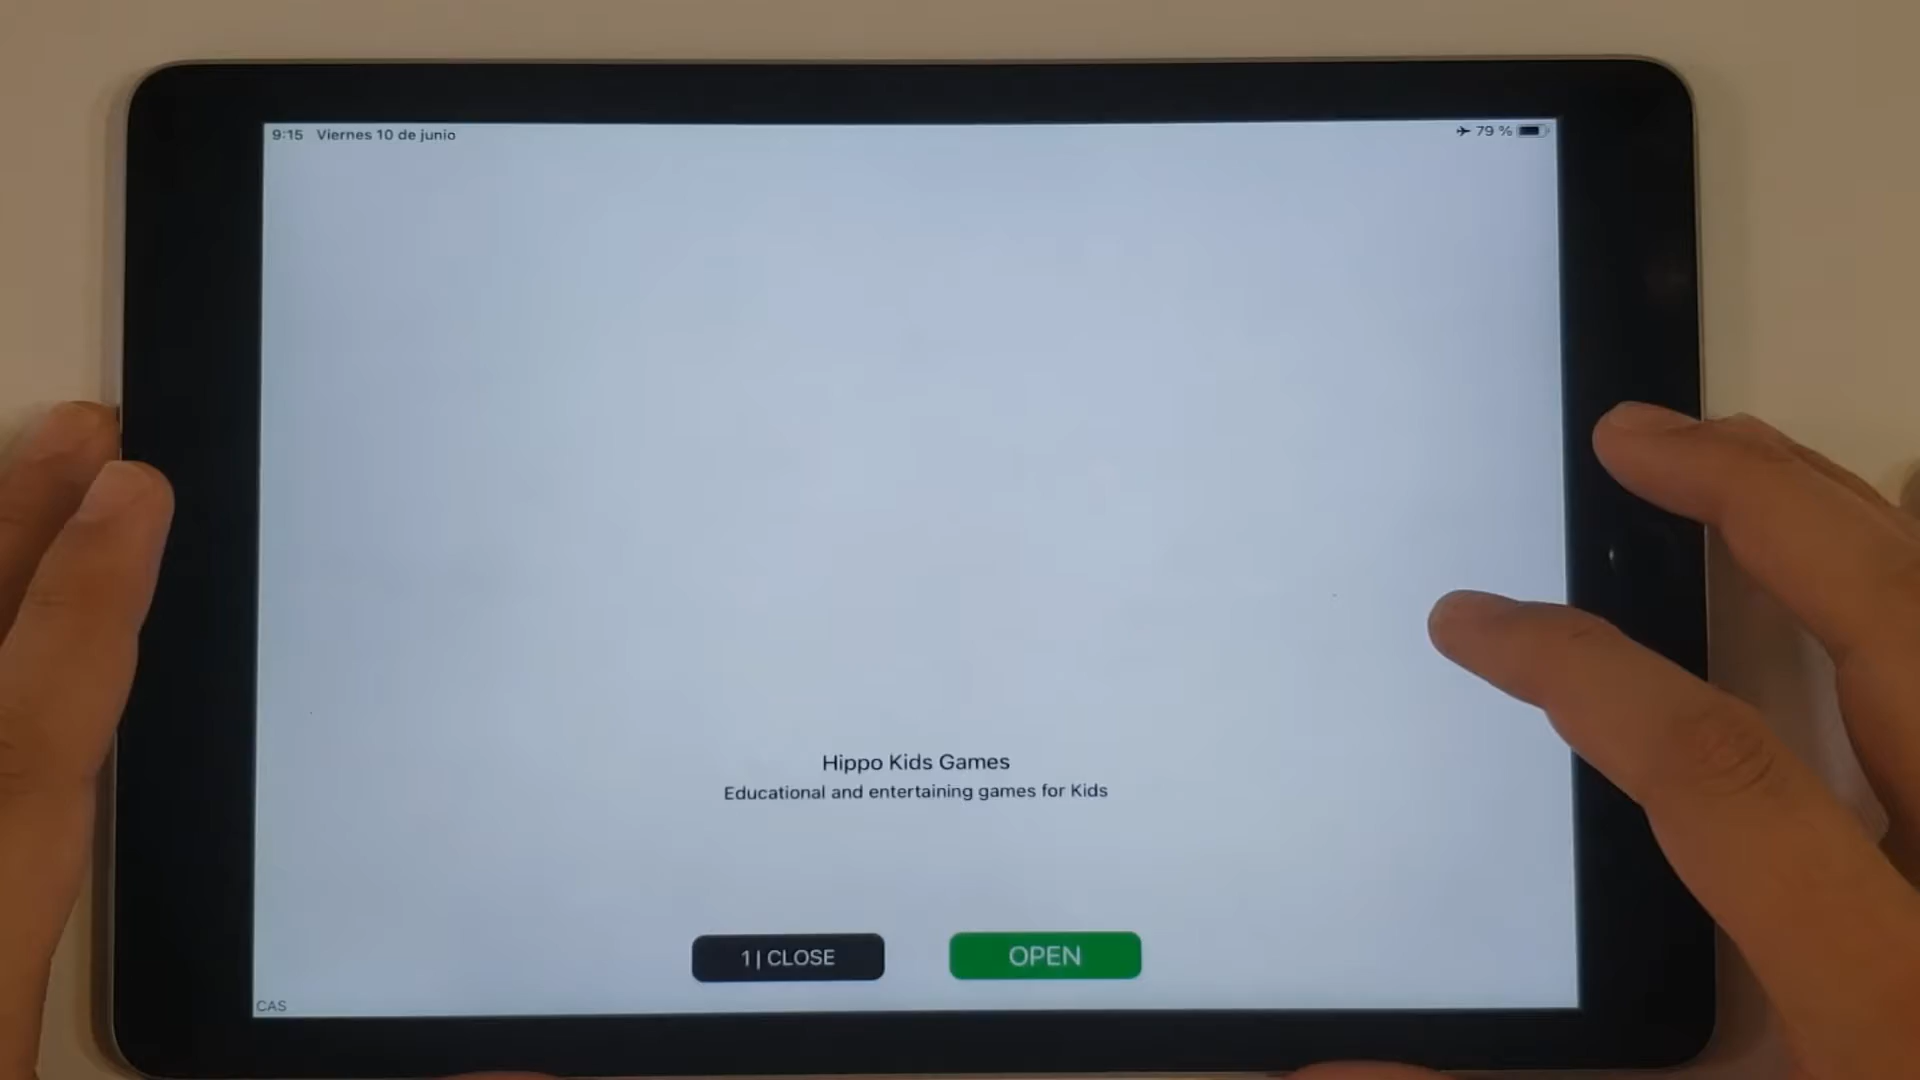 9:15 Viernes 10 de junio
79 %
Hippo Kids Games
Educational and entertaining games for Kids
1 | CLOSE
OPEN
CAS